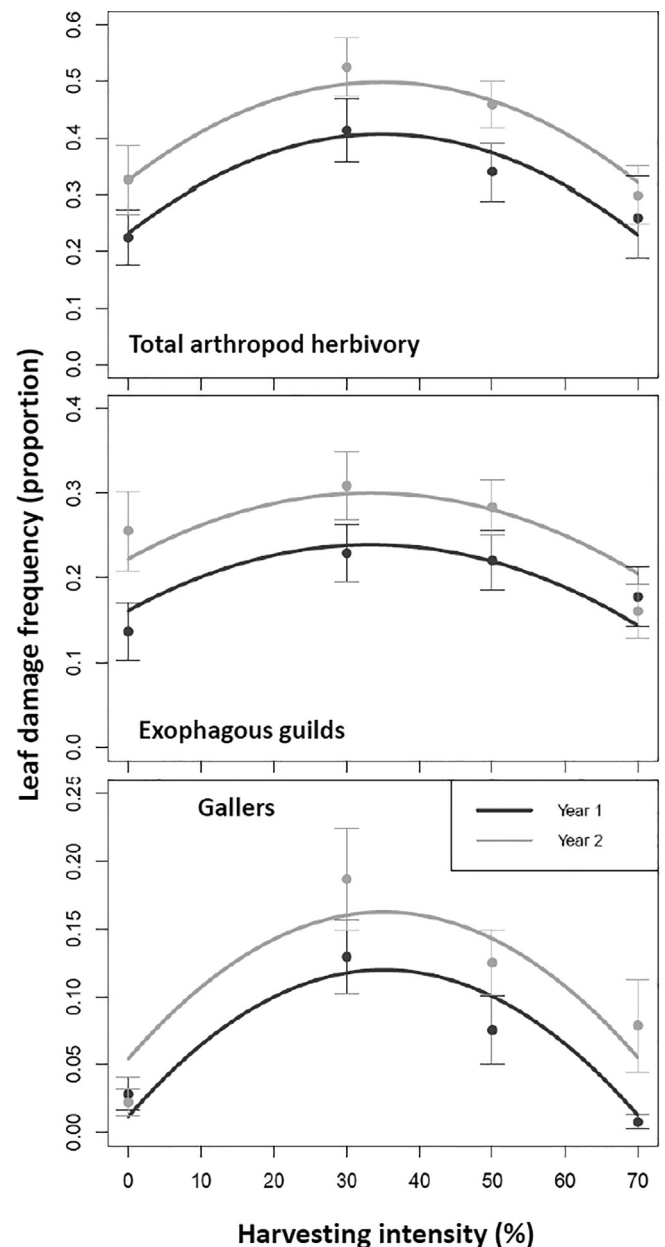 Leaf damage frequency (proportion)
0.6
0.5
0.4
0.3
0.2
0.1
0.0
Total arthropod herbivory
0.4
0.3
0.2
0.1
0.0
Exophagous guilds
0.25
0.20
0.15
0.10
0.05
0.00
Gallers
Year 1
Year 2
0 10 20 30 40 50 60 70
Harvesting intensity (%)